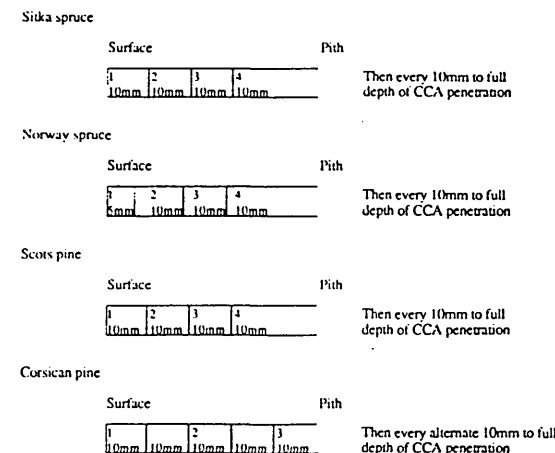 Sitka spruce
Surface Pith
1 2 3 4
10mm 10mm 10mm 10mm
Then every 10mm to full
depth of CCA penetration
Norway spruce
Surface Pith
1 2 3 4
5mm 10mm 10mm 10mm
Then every 10mm to full
depth of CCA penetration
Scots pine
Surface Pith
1 2 3 4
10mm 10mm 10mm 10mm
Then every 10mm to full
depth of CCA penetration
Corsican pine
Surface Pith
1 2 3
10mm 10mm 10mm 10mm 10mm
Then every alternate 10mm to full
depth of CCA penetration